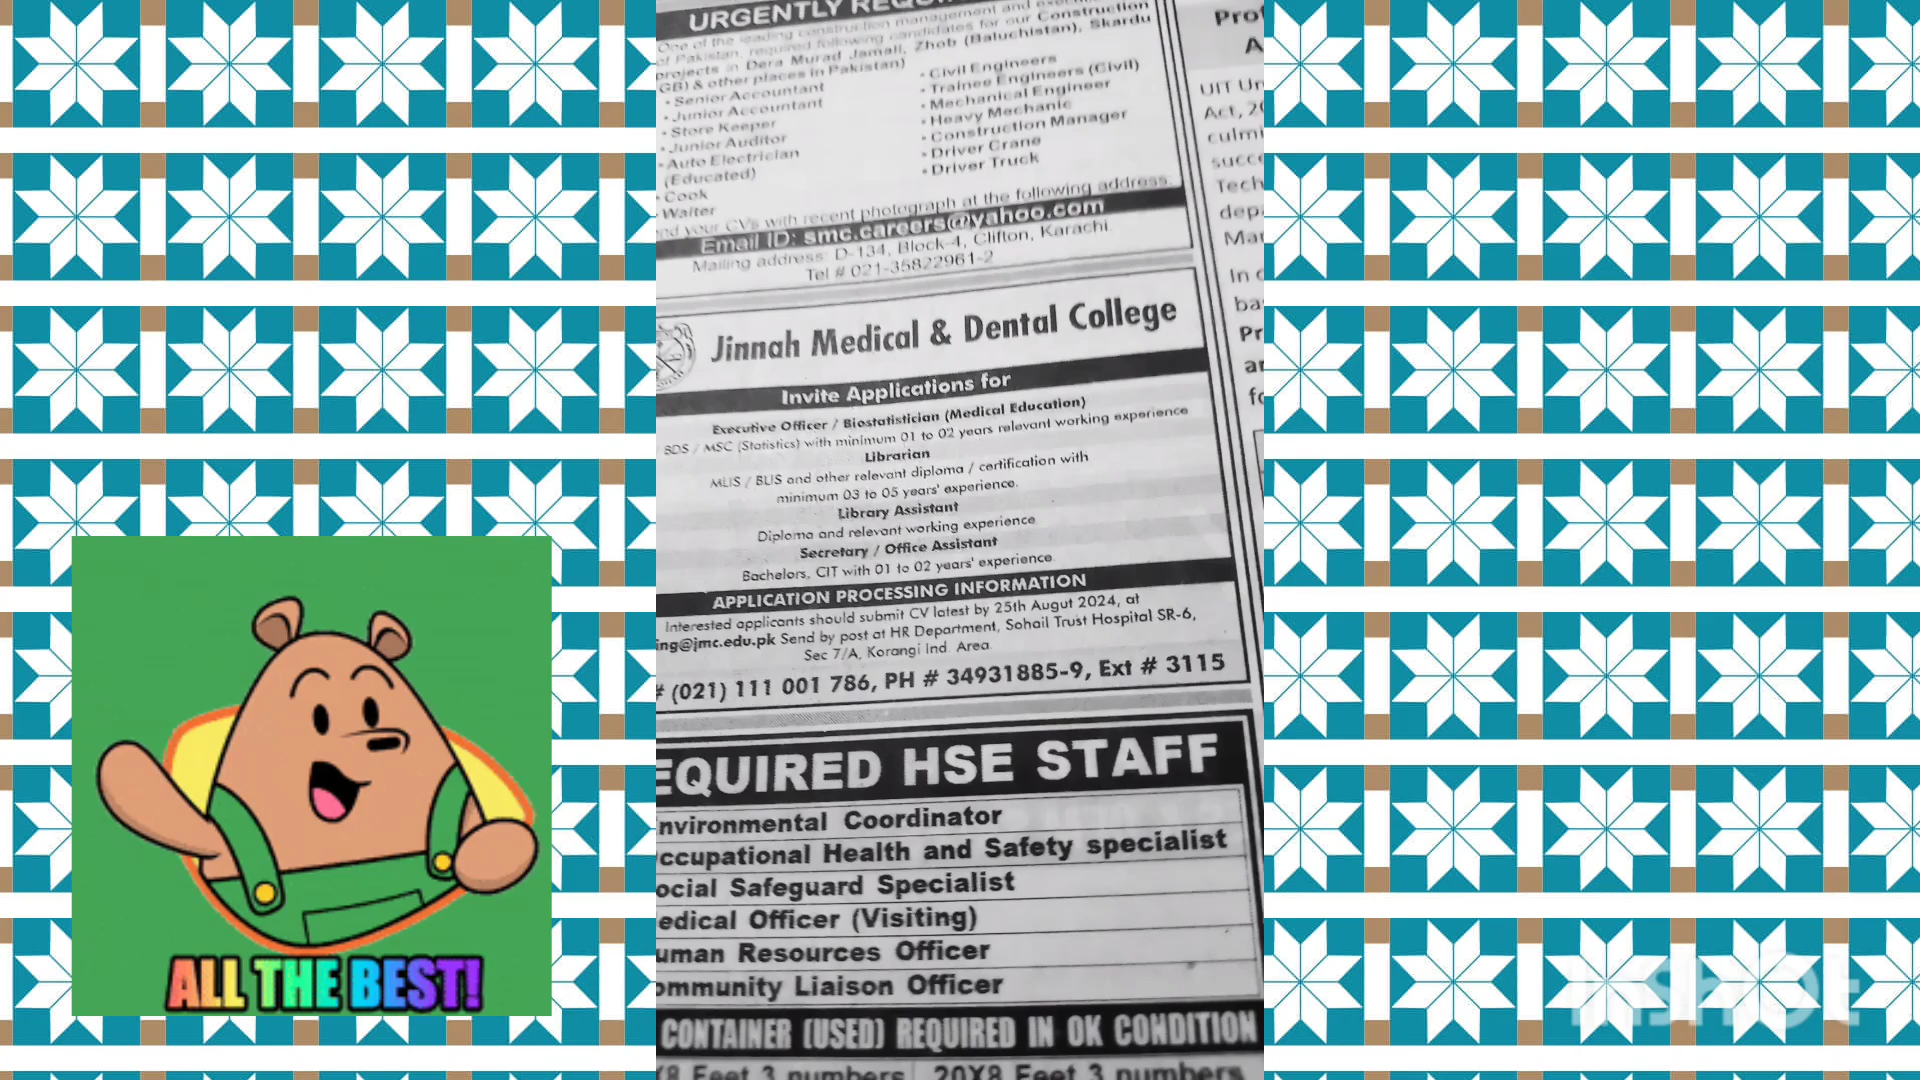 URGENTLY
One of the leading construction management and
of Pakistan, required following candidates for our Construction
projects in Dera Murad Jamali, Zhob (Baluchistan), Skardu
GB) & other places in Pakistan)
• Senior Accountant
• Junior Accountant
• Store Keeper
• Junior Auditor
• Auto Electrician
(Educated)
• Cook
• Waiter
• Civil Engineers
• Trainee Engineers (Civil)
• Mechanical Engineer
• Heavy Mechanic
• Construction Manager
• Driver Crane
• Driver Truck
your CVs with recent photograph at the following address:
Email ID: smc.careers@yahoo.com
Mailing address: D-134, Block-4, Clifton, Karachi.
Tel # 021-35822961-2
Jinnah Medical & Dental College
Invite Applications for
Executive Officer / Biostatistician (Medical Education)
BDS / MSC (Statistics) with minimum 01 to 02 years relevant working experience
Librarian
MLIS / BLIS and other relevant diploma / certification with
minimum 03 to 05 years' experience.
Library Assistant
Diploma and relevant working experience
Secretary / Office Assistant
Bachelors, CIT with 01 to 02 years' experience.
APPLICATION PROCESSING INFORMATION
Interested applicants should submit CV latest by 25th Augut 2024, at
ing@jmc.edu.pk Send by post at HR Department, Sohail Trust Hospital SR-6,
Sec 7/A, Korangi Ind. Area.
# (021) 111 001 786, PH # 34931885-9, Ext # 3115
EQUIRED HSE STAFF
nvironmental Coordinator
ccupational Health and Safety specialist
ocial Safeguard Specialist
edical Officer (Visiting)
uman Resources Officer
ommunity Liaison Officer
CONTAINER (USED) REQUIRED IN OK CONDITION
X8 Feet 3 numbers 20X8 Feet 3 numbers
UIT
Act,
Tech
In
ALL THE BEST!
InShOt